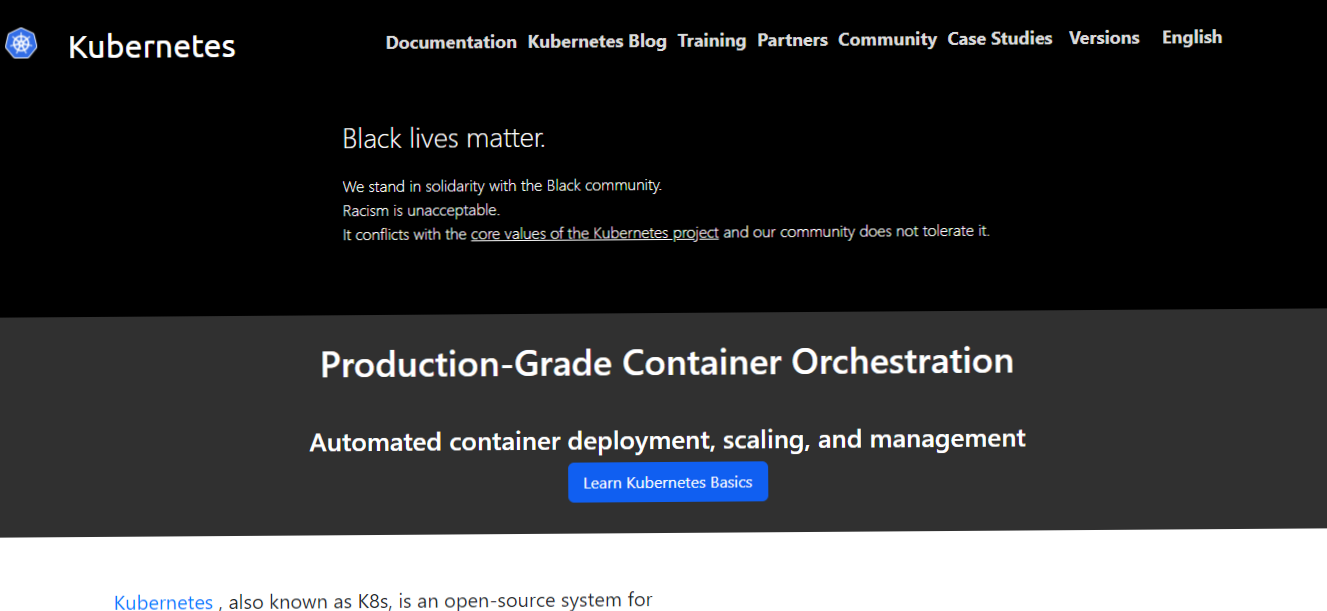 Kubernetes Documentation Kubernetes Blog Training Partners Community Case Studies Versions English
Black lives matter.
We stand in solidarity with the Black community.
Racism is unacceptable.
It conflicts with the core values of the Kubernetes project and our community does not tolerate it.
Production-Grade Container Orchestration
Automated container deployment, scaling, and management
Learn Kubernetes Basics
Kubernetes , also known as K8s, is an open-source system for